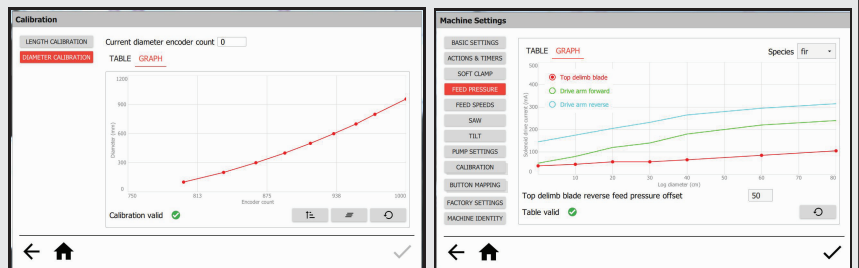 Calibration
LENGTH CALIBRATION
DIAMETER CALIBRATION
Current diameter encoder count 0
TABLE GRAPH
1200
900
600
300
0
Diameter (mm)
750 813 875 938 1000
Encoder count
Calibration valid
Machine Settings
BASIC SETTINGS
ACTIONS & TIMERS
SOFT CLAMP
FEED PRESSURE
FEED SPEEDS
SAW
TILT
PUMP SETTINGS
CALIBRATION
BUTTON MAPPING
FACTORY SETTINGS
MACHINE IDENTITY
TABLE GRAPH
Species fir
500
400
300
200
100
0
Solenoid drive current (mA)
Top delimb blade
Drive arm forward
Drive arm reverse
10 20 30 40 50 60 70 80
Log diameter (cm)
Top delimb blade reverse feed pressure offset 50
Table valid